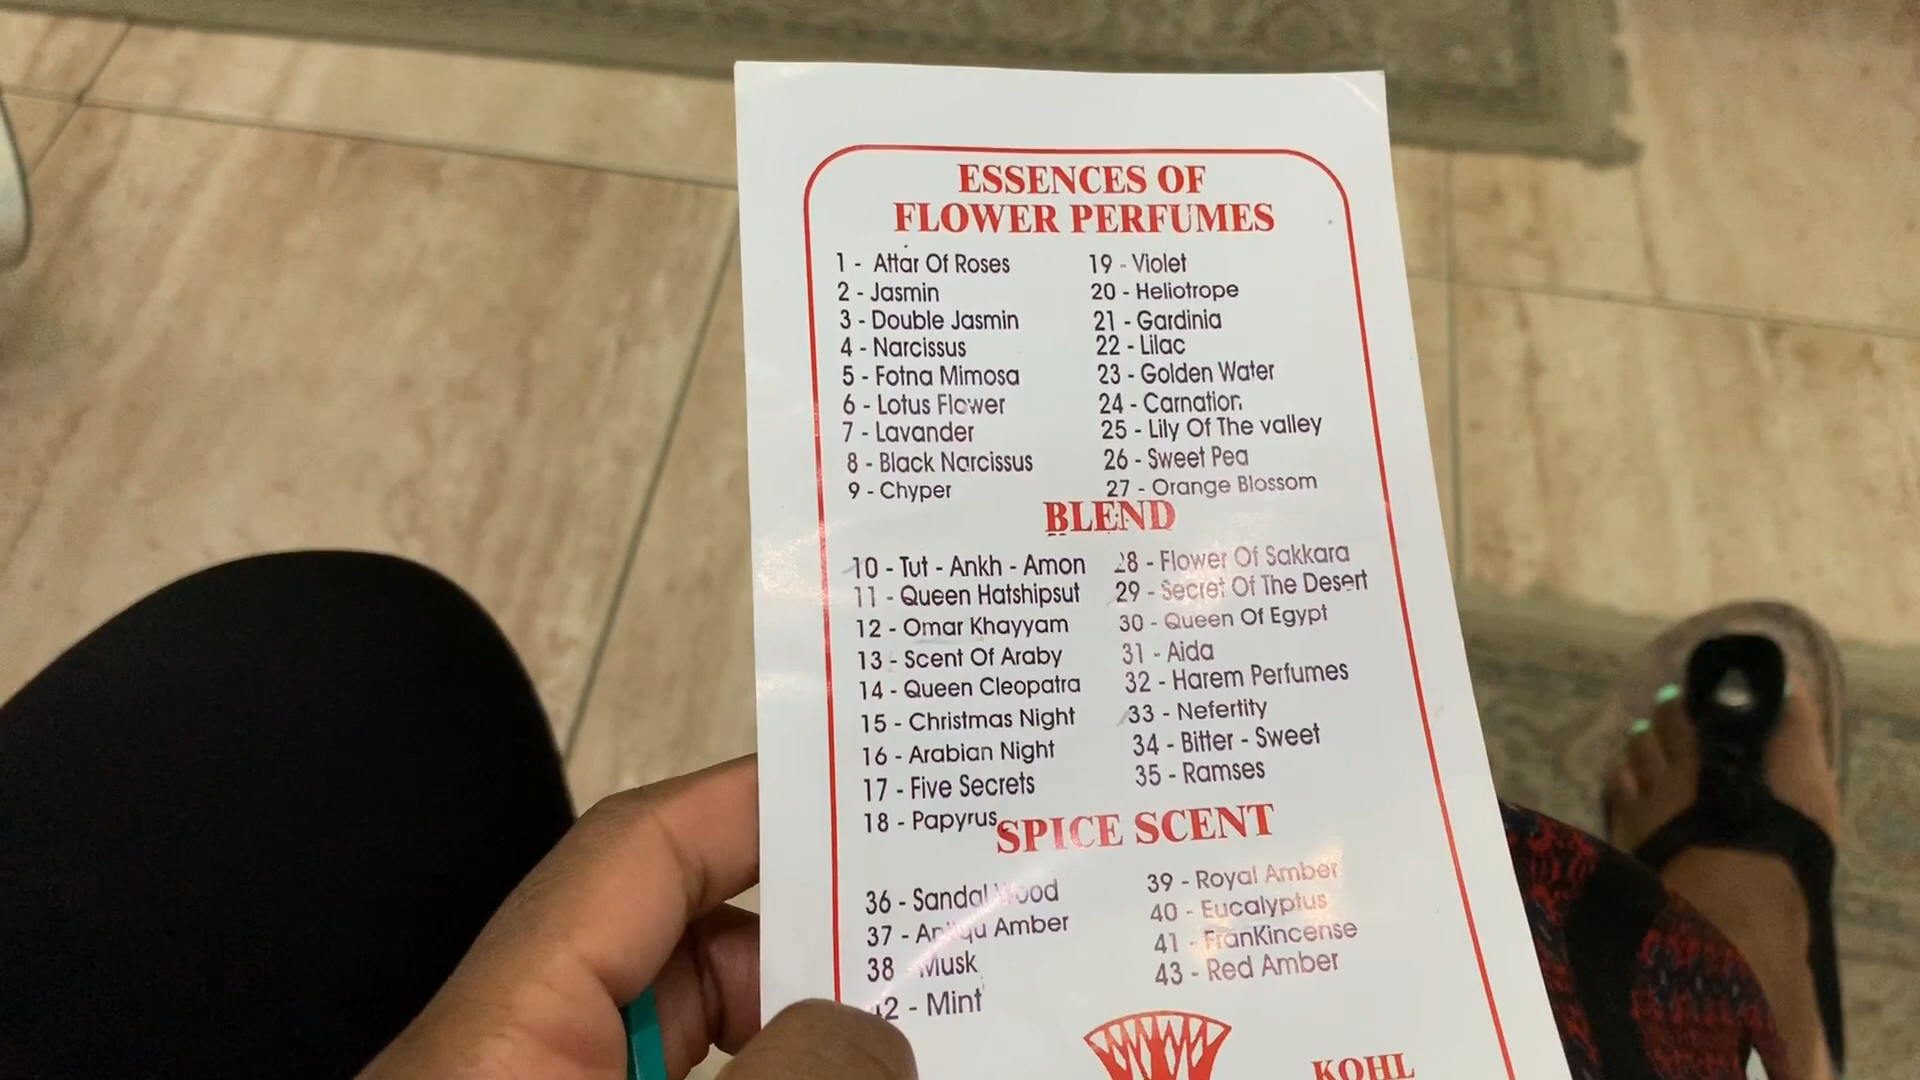 ESSENCES OF
FLOWER PERFUMES
1 - Attar Of Roses
2 - Jasmin
3 - Double Jasmin
4 - Narcissus
5 - Fotna Mimosa
6 - Lotus Flower
7 - Lavander
8 - Black Narcissus
9 - Chyper
19 - Violet
20 - Heliotrope
21 - Gardinia
22 - Lilac
23 - Golden Water
24 - Carnation
25 - Lily Of The valley
26 - Sweet Pea
27 - Orange Blossom
BLEND
10 - Tut - Ankh - Amon
11 - Queen Hatshipsut
12 - Omar Khayyam
13 - Scent Of Araby
14 - Queen Cleopatra
15 - Christmas Night
16 - Arabian Night
17 - Five Secrets
18 - Papyrus
28 - Flower Of Sakkara
29 - Secret Of The Desert
30 - Queen Of Egypt
31 - Aida
32 - Harem Perfumes
33 - Nefertity
34 - Bitter - Sweet
35 - Ramses
SPICE SCENT
36 - Sandal Wood
37 - Amber
38 - Musk
42 - Mint
39 - Royal Amber
40 - Eucalyptus
41 - FranKincense
43 - Red Amber
KOHL